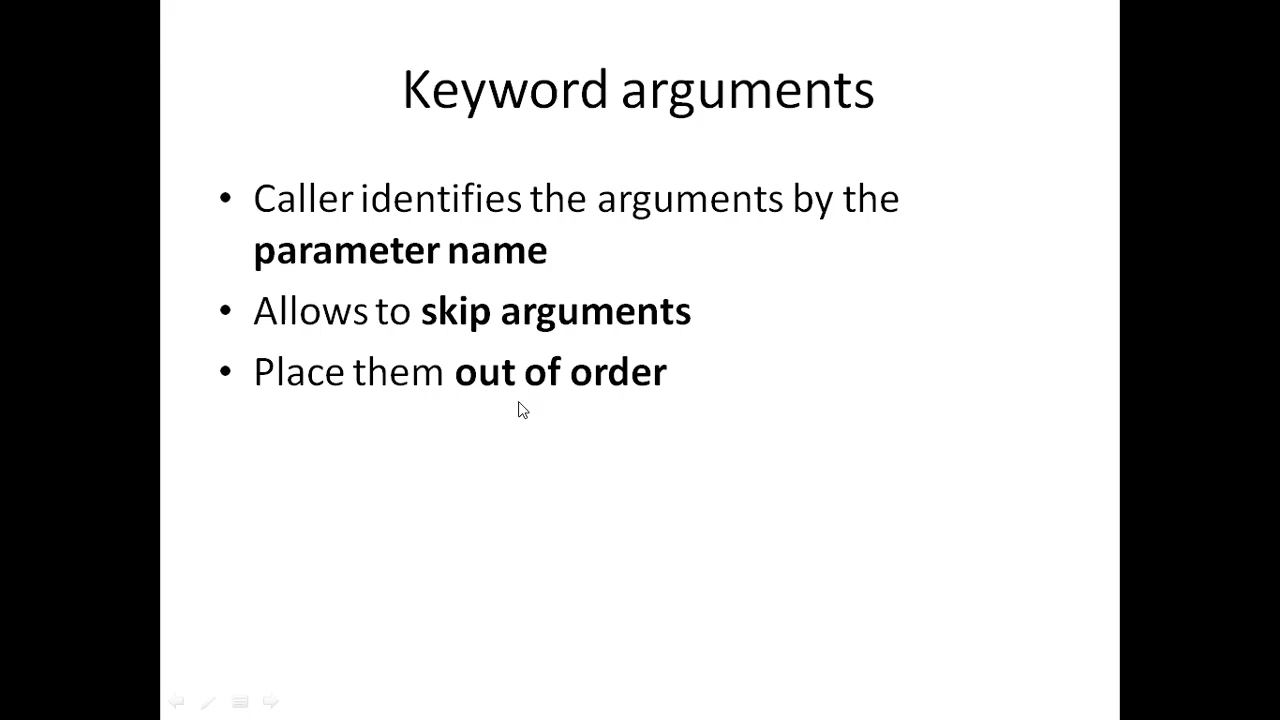 Keyword arguments
• Caller identifies the arguments by the
parameter name
• Allows to skip arguments
• Place them out of order